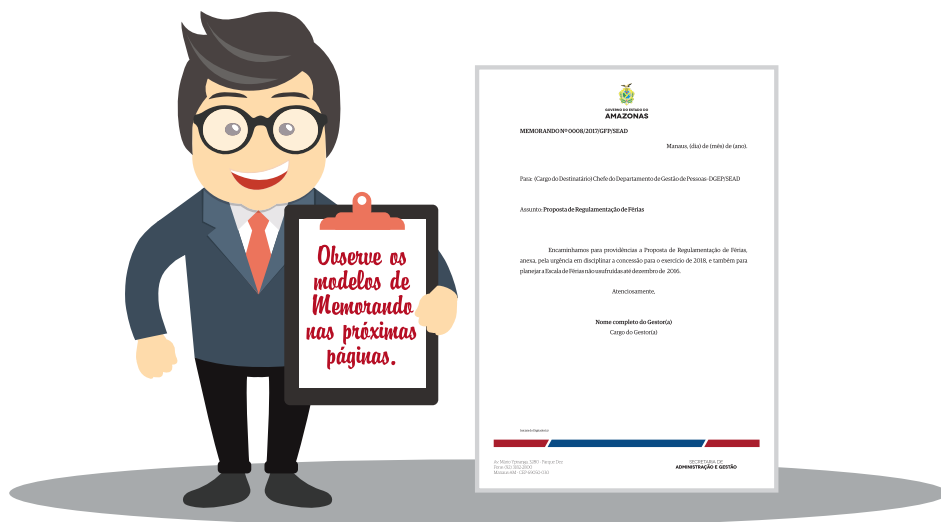 Observe os
modelos de
Memorando
nas próximas
páginas.
GOVERNO DO ESTADO DO
AMAZONAS
MEMORANDO Nº 0008/2017/GFP/SEAD
Manaus, (dia) de (mês) de (ano).
Para: (Cargo do Destinatário) Chefe do Departamento de Gestão de Pessoas-DGEP/SEAD
Assunto: Proposta de Regulamentação de Férias
Encaminhamos para providências a Proposta de Regulamentação de Férias,
anexa, pela urgência em disciplinar a concessão para o exercício de 2018, e também para
planejar a Escala de Férias não usufruídas até dezembro de 2016.
Atenciosamente,
Nome completo do Gestor(a)
Cargo do Gestor(a)
SECRETARIA DE
ADMINISTRAÇÃO E GESTÃO